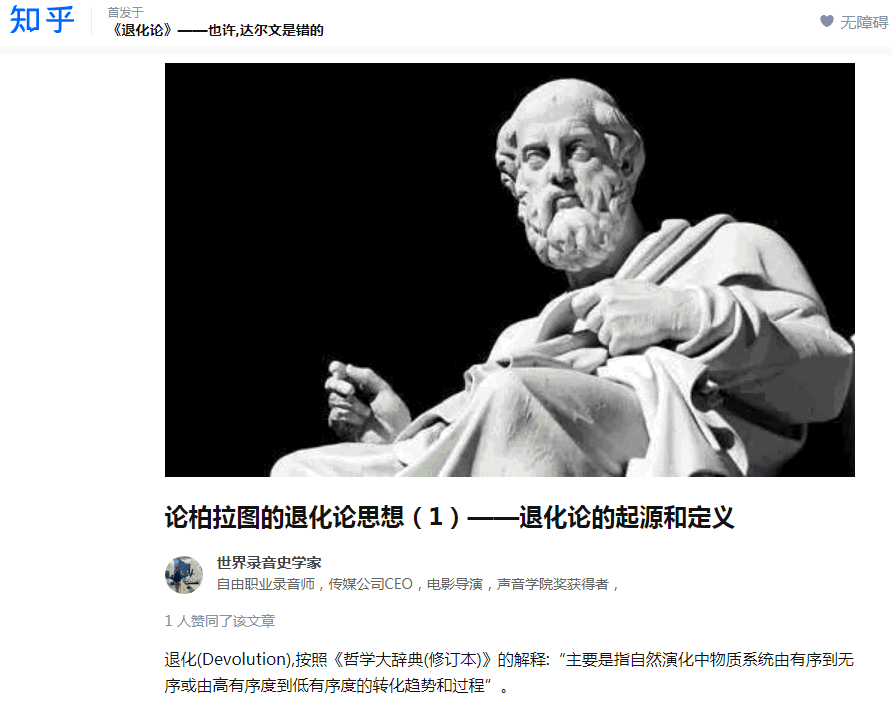 知乎
首发于
《退化论》——也许,达尔文是错的
无障碍
论柏拉图的退化论思想（1）——退化论的起源和定义
世界录音史学家
自由职业录音师，传媒公司CEO，电影导演，声音学院奖获得者，
1 人赞同了该文章
退化(Devolution),按照《哲学大辞典(修订本)》的解释:“主要是指自然演化中物质系统由有序到无
序或由高有序度到低有序度的转化趋势和过程”。